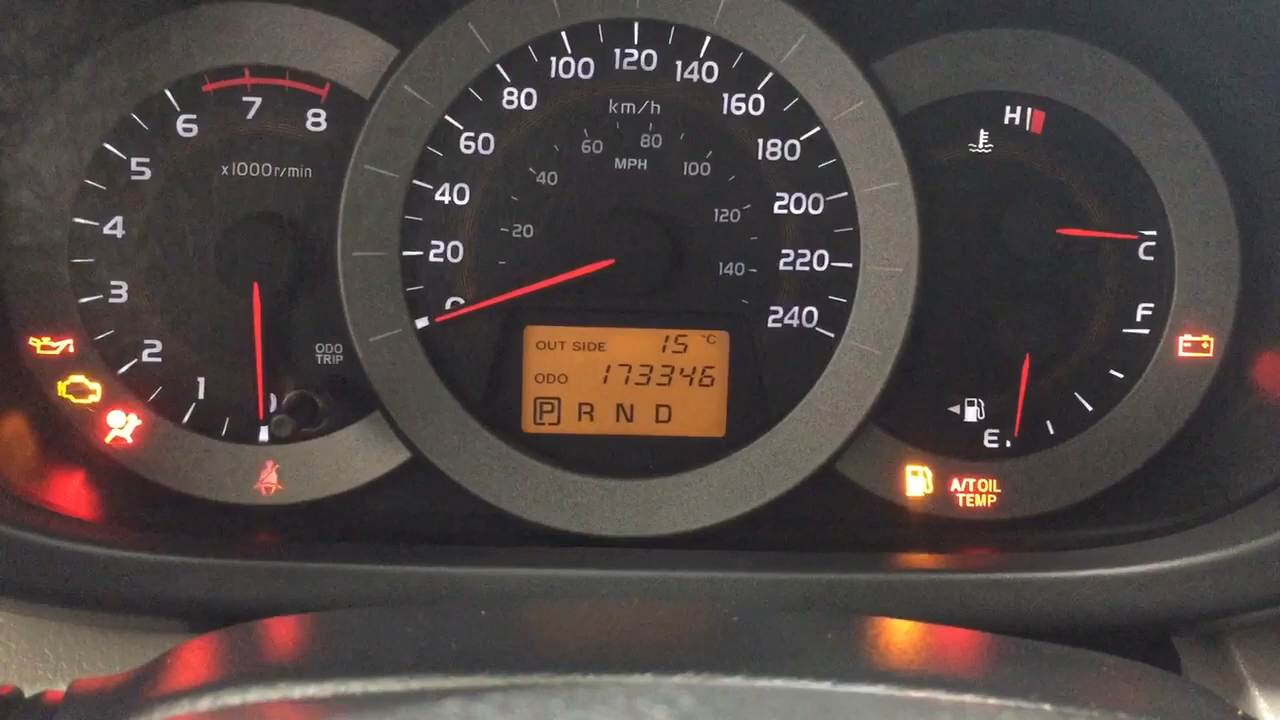 8
7
6
5
4
3
2
1
x1000r/min
ODO
TRIP
0
20
40
60
80
100
120
140
160
180
200
220
240
km/h
20
40
60
80
100
120
140
MPH
OUT SIDE 15 °C
ODO 173346
P R N D
H
C
F
E
A/T OIL
TEMP